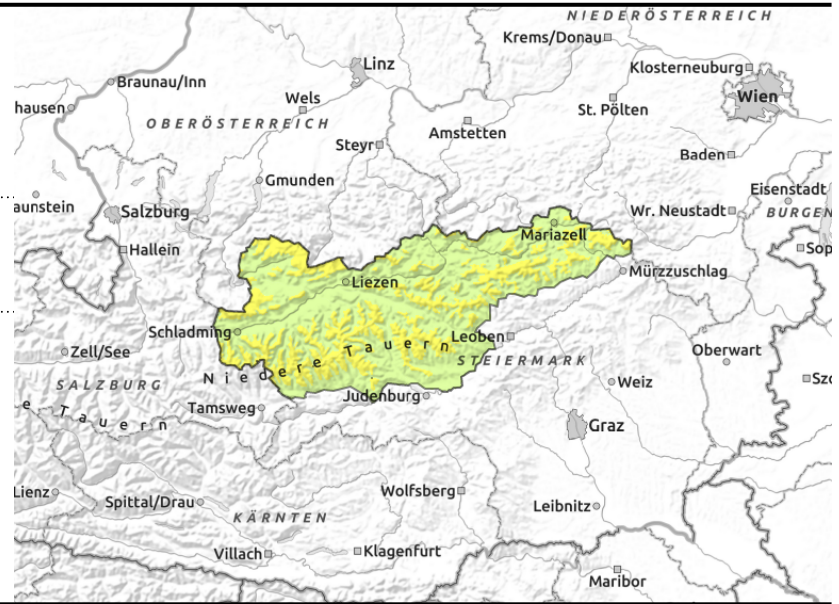 NIEDERÖSTERREICH
Krems/Donau
Linz
Klosterneuburg
Braunau/Inn
Wien
hausen
Wels
St. Pölten
OBERÖSTERREICH
Amstetten
Steyr
Baden
Gmunden
Eisenstadt
aunstein
Salzburg
Wr. Neustadt
BURGEN
Mariazell
Hallein
Sop
Mürzzuschlag
Liezen
Schladming
Leoben
Zell/See
Oberwart
STEIERMARK
Niedere Tauern
SALZBURG
Weiz
Szo
Judenburg
Tamsweg
e Tauern
Graz
Lienz
Wolfsberg
Spittal/Drau
Leibnitz
KÄRNTEN
Villach
Klagenfurt
Maribor